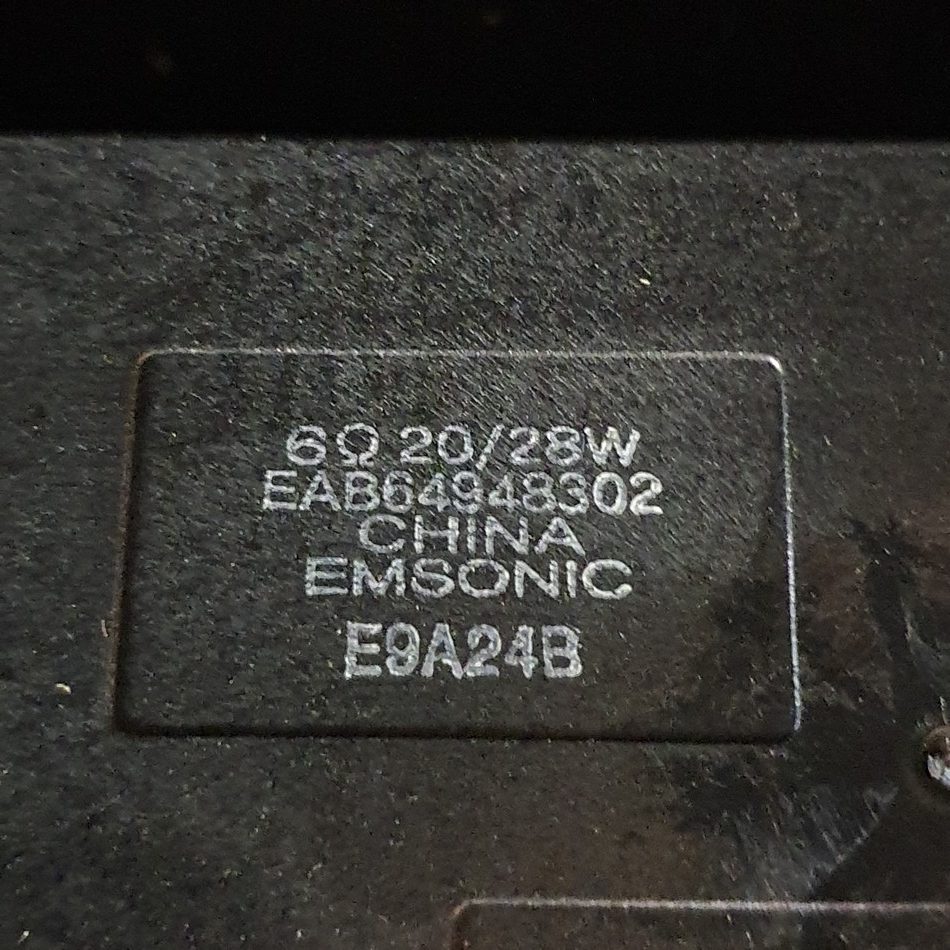 6Ω 20/28W
EAB64948302
CHINA
EMSONIC
E9A24B